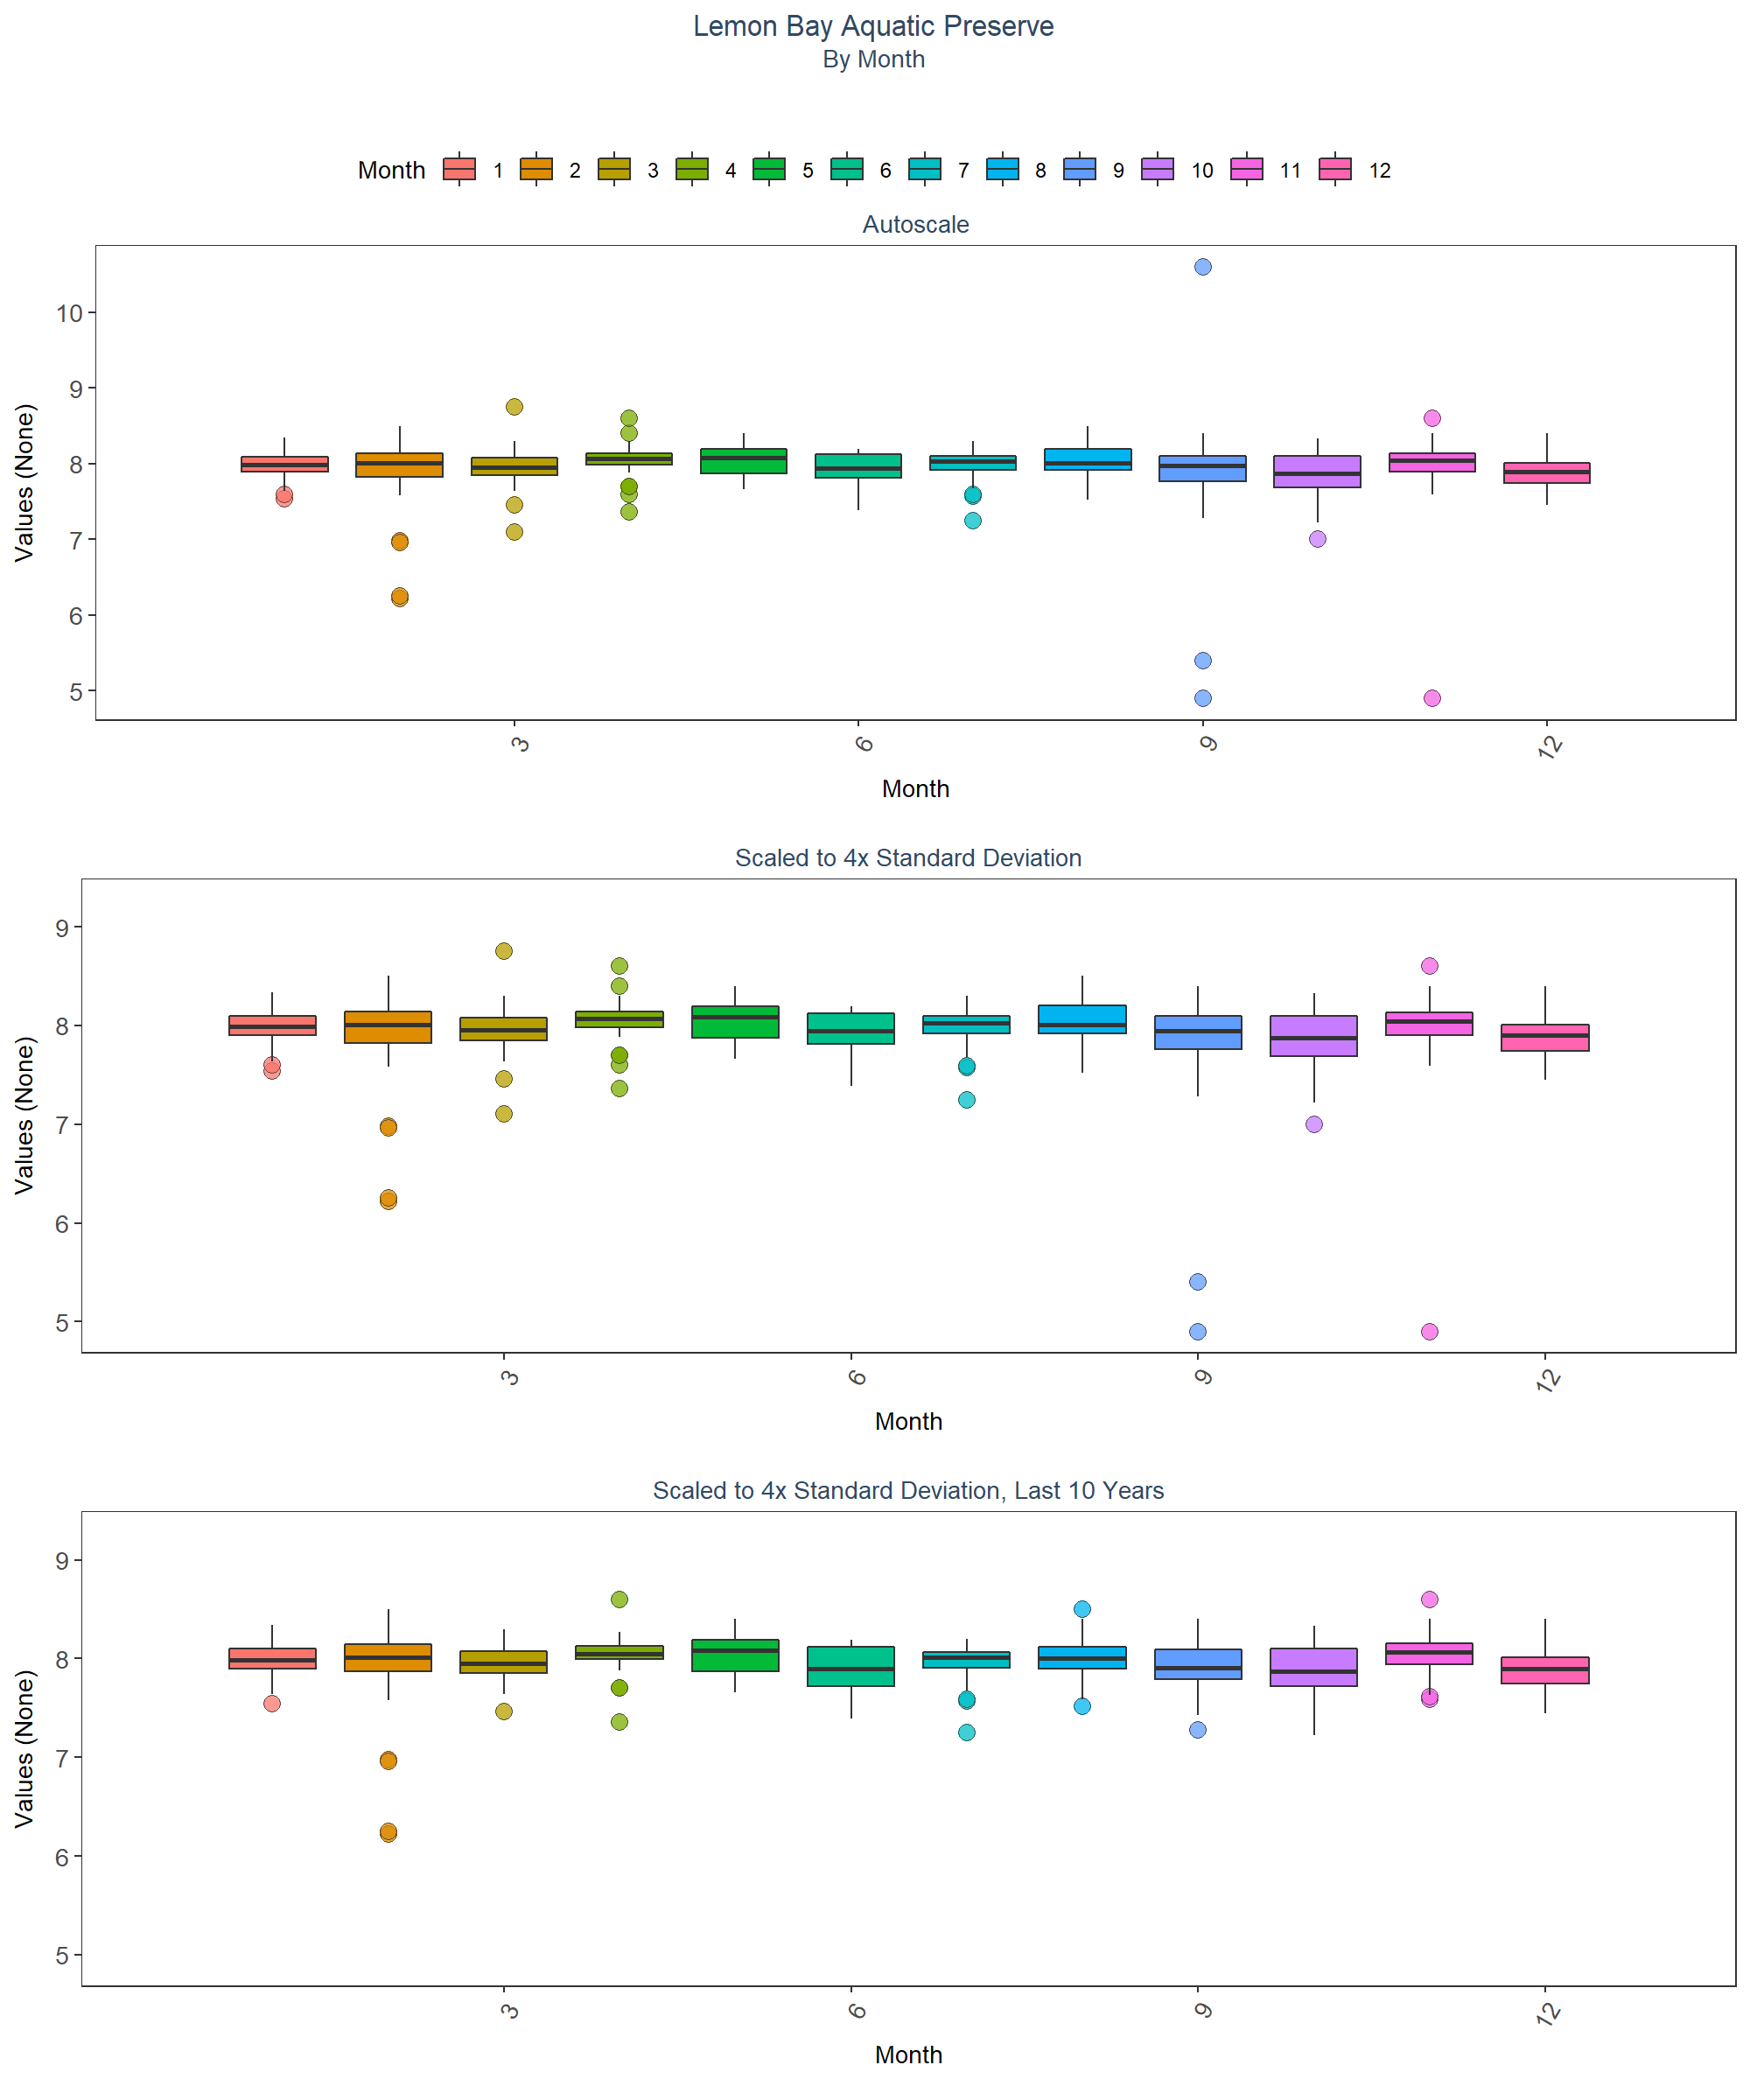 Lemon Bay Aquatic Preserve
By Month
Month 1 2 3 4 5 6 7 8 9 10 11 12
Autoscale
10
9
8
7
6
5
Values (None)
3 6 9 12
Month
Scaled to 4x Standard Deviation
9
8
7
6
5
Values (None)
3 6 9 12
Month
Scaled to 4x Standard Deviation, Last 10 Years
9
8
7
6
5
Values (None)
3 6 9 12
Month